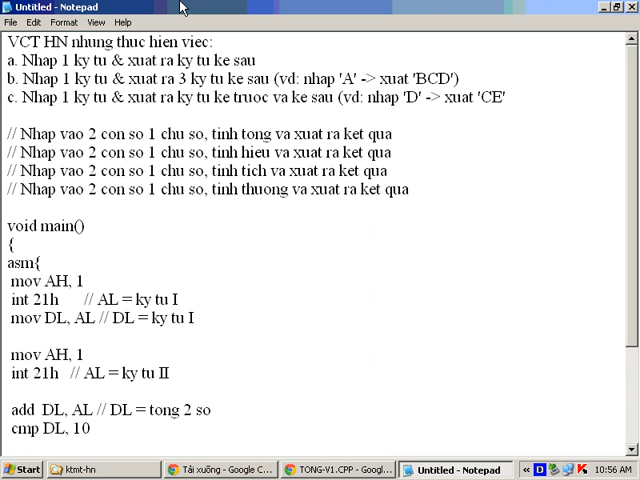 Untitled - Notepad
File Edit Format View Help
VCT HN nhung thuc hien viec:
a. Nhap 1 ky tu & xuat ra ky tu ke sau
b. Nhap 1 ky tu & xuat ra 3 ky tu ke sau (vd: nhap 'A' -> xuat 'BCD')
c. Nhap 1 ky tu & xuat ra ky tu ke truoc va ke sau (vd: nhap 'D' -> xuat 'CE'
// Nhap vao 2 con so 1 chu so, tinh tong va xuat ra ket qua
// Nhap vao 2 con so 1 chu so, tinh hieu va xuat ra ket qua
// Nhap vao 2 con so 1 chu so, tinh tich va xuat ra ket qua
// Nhap vao 2 con so 1 chu so, tinh thuong va xuat ra ket qua
void main()
{
asm{
mov AH, 1
int 21h // AL = ky tu I
mov DL, AL // DL = ky tu I
mov AH, 1
int 21h // AL = ky tu II
add DL, AL // DL = tong 2 so
cmp DL, 10
Start ktmt-hn Tải xuống - Google C... TONG-V1.CPP - Googl... Untitled - Notepad « D K 10:56 AM